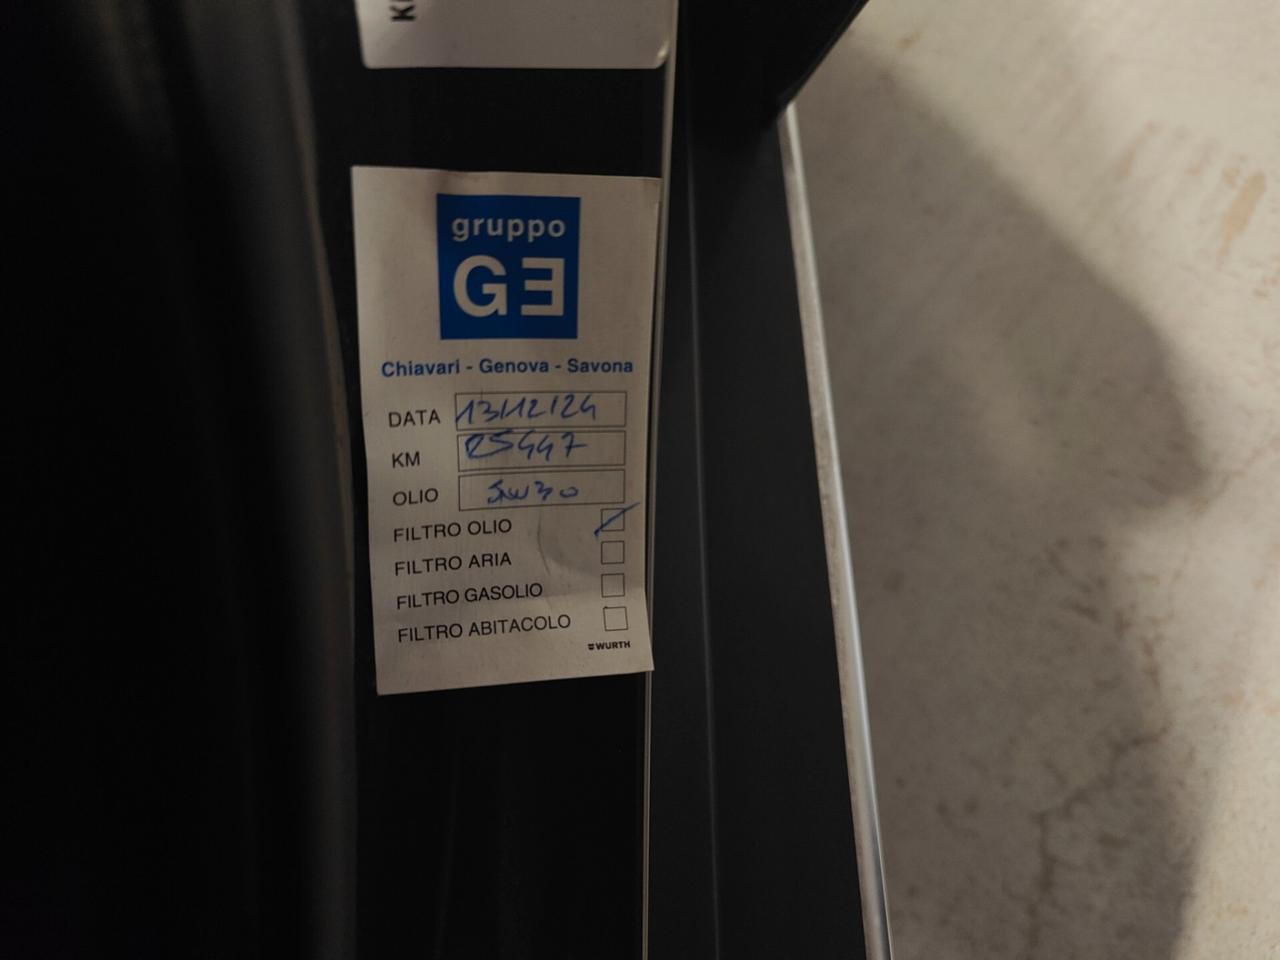 gruppo
GE
Chiavari - Genova - Savona
DATA 13/12/24
KM 25447
OLIO 5W30
FILTRO OLIO
FILTRO ARIA
FILTRO GASOLIO
FILTRO ABITACOLO
WURTH